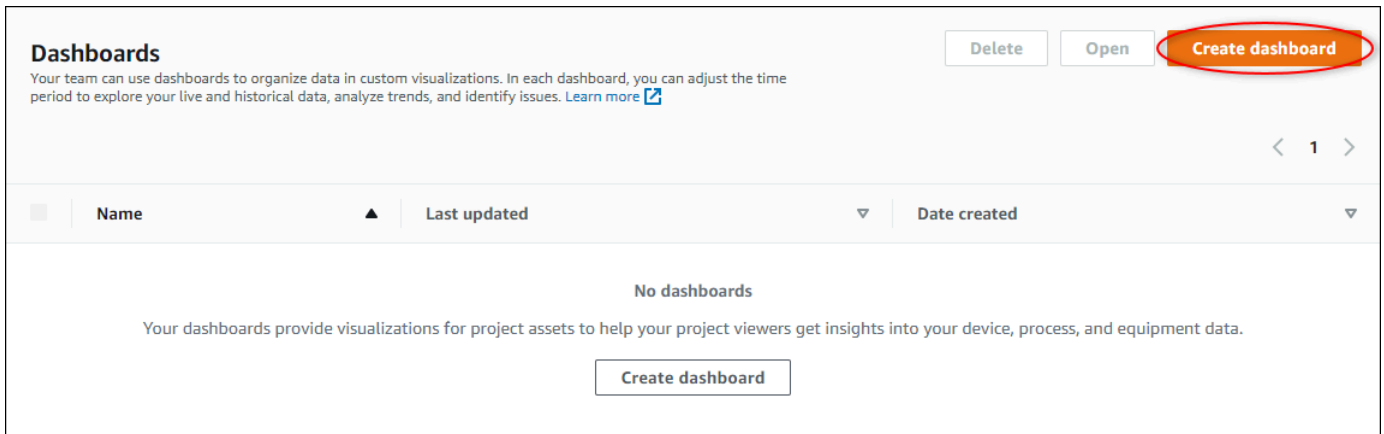 Dashboards
Delete
Open
Create dashboard
Your team can use dashboards to organize data in custom visualizations. In each dashboard, you can adjust the time
period to explore your live and historical data, analyze trends, and identify issues. Learn more
1
Name
Last updated
Date created
No dashboards
Your dashboards provide visualizations for project assets to help your project viewers get insights into your device, process, and equipment data.
Create dashboard